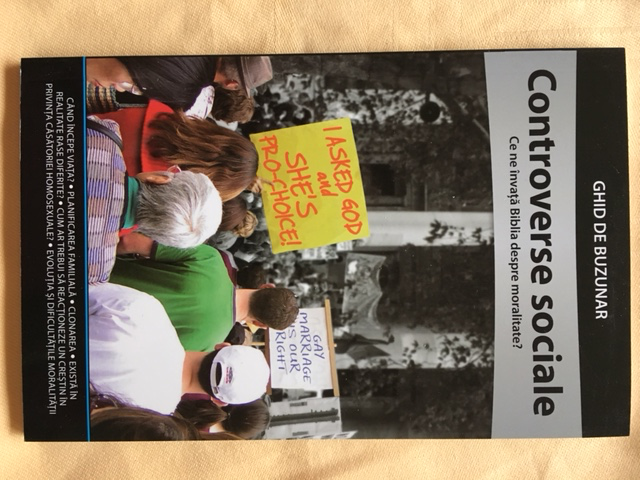 GHID DE BUZUNAR
Controverse sociale
Ce ne învață Biblia despre moralitate?
I ASKED GOD
and
SHE'S
PRO-CHOICE!
GAY
MARRIAGE
IS OUR
RIGHT
CÂND ÎNCEPE VIAȚA? • PLANIFICAREA FAMILIALĂ • CLONAREA • EXISTĂ ÎN
REALITATE RASE DIFERITE? • CUM AR TREBUI SĂ REACȚIONEZE UN CREȘTIN ÎN
PRIVINȚA CĂSĂTORIEI HOMOSEXUALE? • EVOLUȚIA ȘI DIFICULTĂȚILE MORALITĂȚII